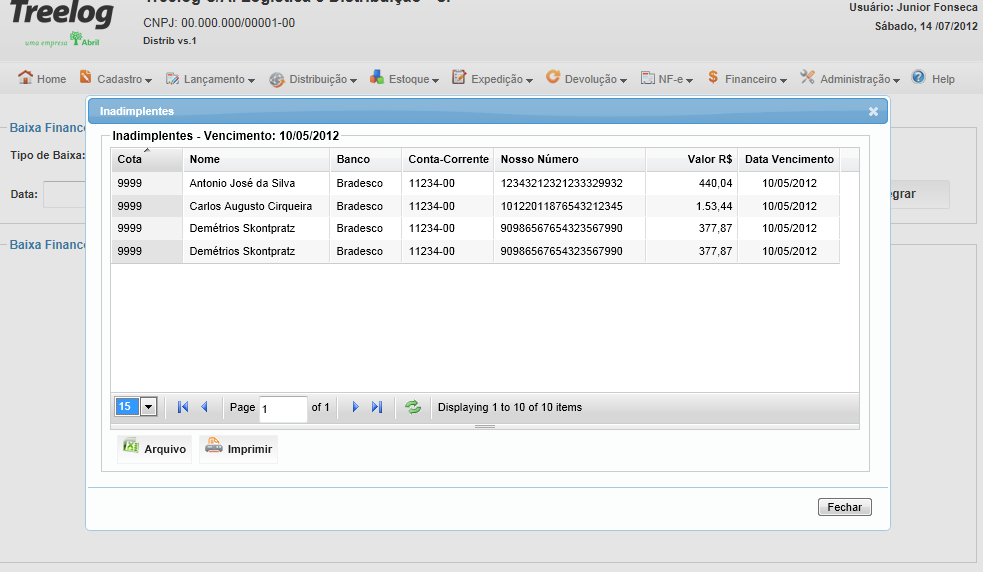 Treelog
uma empresa Abril
CNPJ: 00.000.000/00001-00
Distrib vs.1
Usuário: Junior Fonseca
Sábado, 14 /07/2012
Home Cadastro Lançamento Distribuição Estoque Expedição Devolução NF-e Financeiro Administração Help
Inadimplentes
Baixa Financ
Tipo de Baixa:
Data:
grar
Baixa Financ
Inadimplentes - Vencimento: 10/05/2012
Cota Nome Banco Conta-Corrente Nosso Número Valor R$ Data Vencimento
9999 Antonio José da Silva Bradesco 11234-00 12343212321233329932 440,04 10/05/2012
9999 Carlos Augusto Cirqueira Bradesco 11234-00 10122011876543212345 1.53,44 10/05/2012
9999 Demétrios Skontpratz Bradesco 11234-00 90986567654323567990 377,87 10/05/2012
9999 Demétrios Skontpratz Bradesco 11234-00 90986567654323567990 377,87 10/05/2012
15 Page 1 of 1 Displaying 1 to 10 of 10 items
Arquivo Imprimir
Fechar